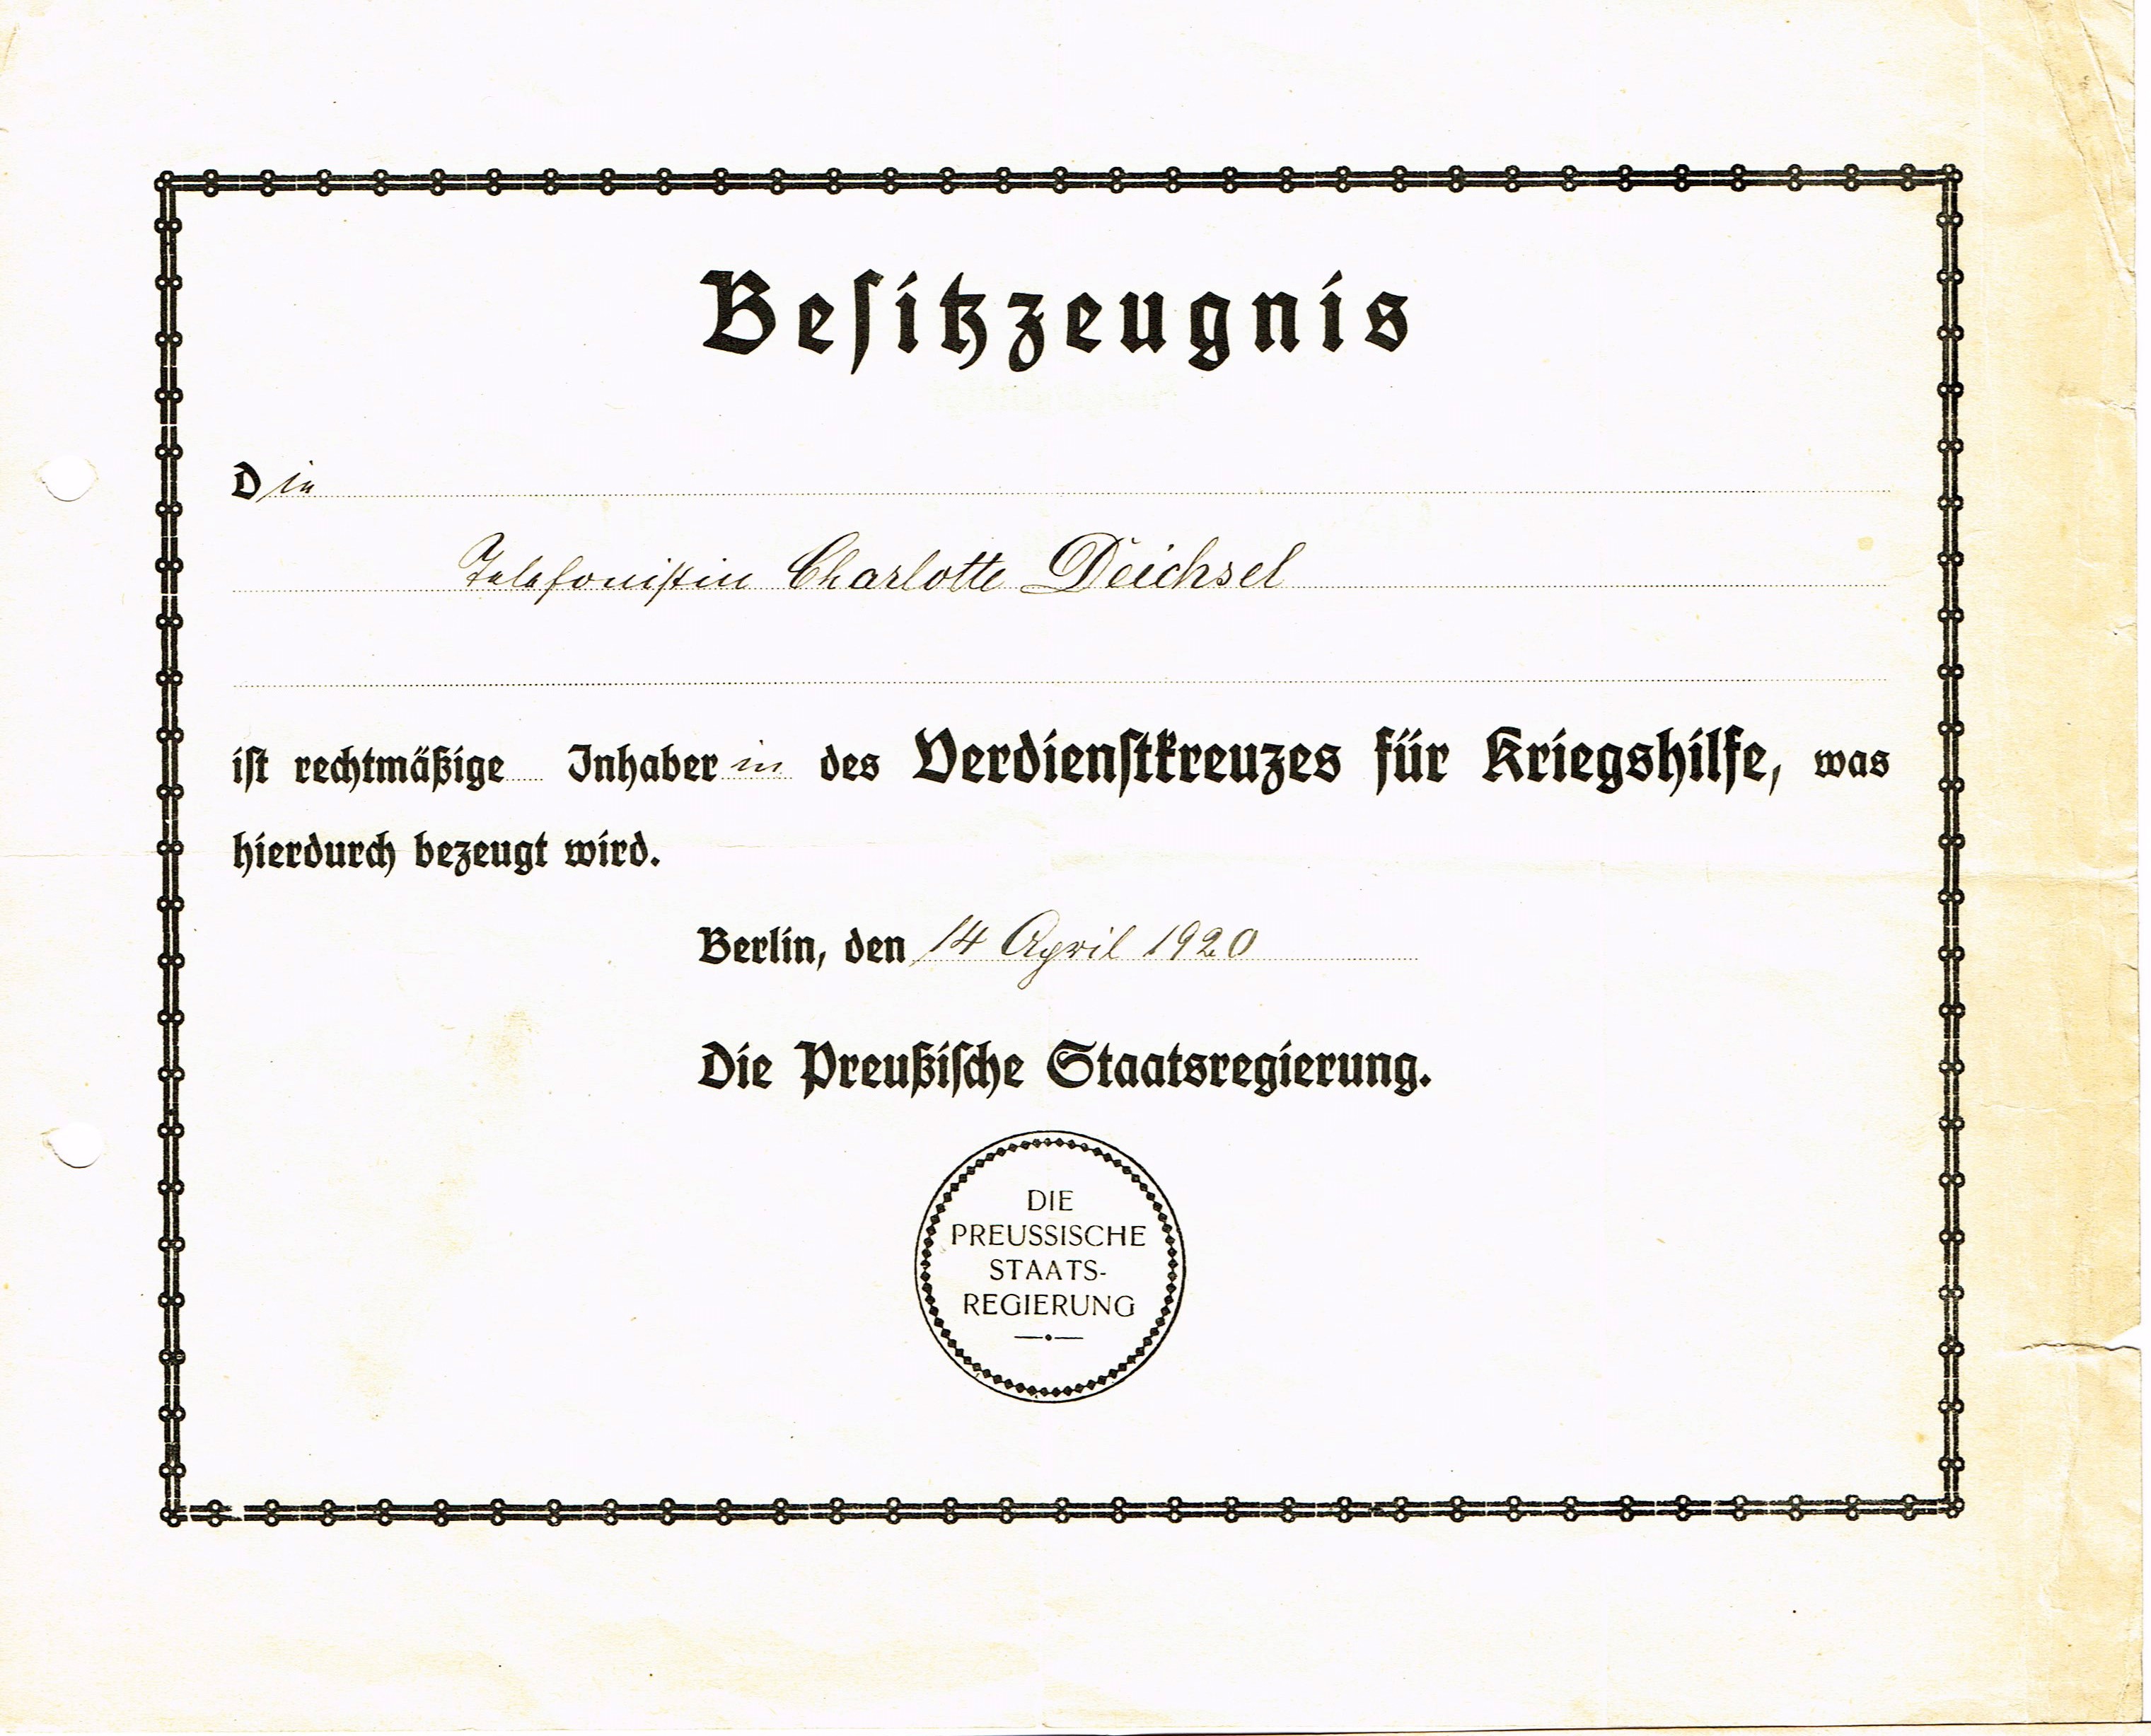 Besitzzeugnis
Die
Telefonistin Charlotte Deichsel
ist rechtmäßige Inhaberin des Verdienstkreuzes für Kriegshilfe, was
hierdurch bezeugt wird.
Berlin, den 14 April 1920
Die Preußische Staatsregierung.
DIE
PREUSSISCHE
STAATS-
REGIERUNG